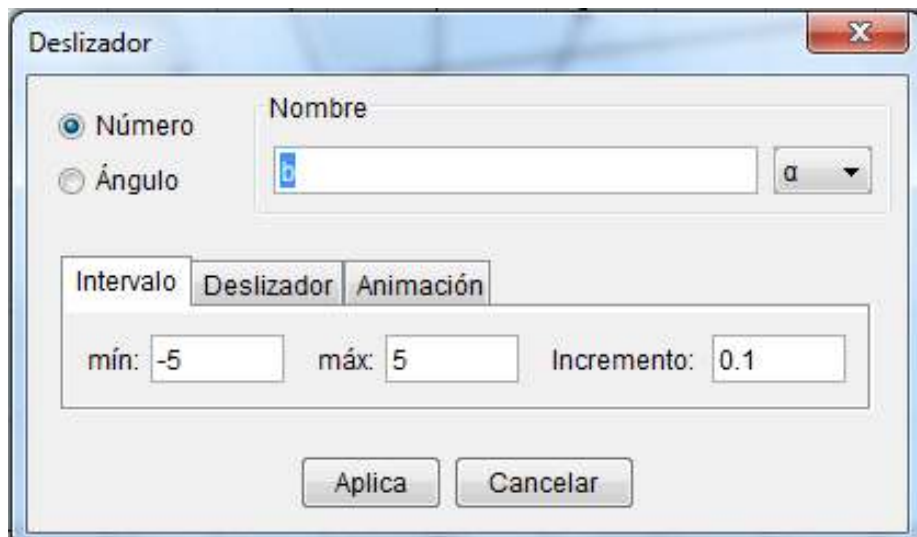 Deslizador
x
Número
Ángulo
Nombre
b
α
Intervalo Deslizador Animación
mín: -5 máx: 5 Incremento: 0.1
Aplica Cancelar